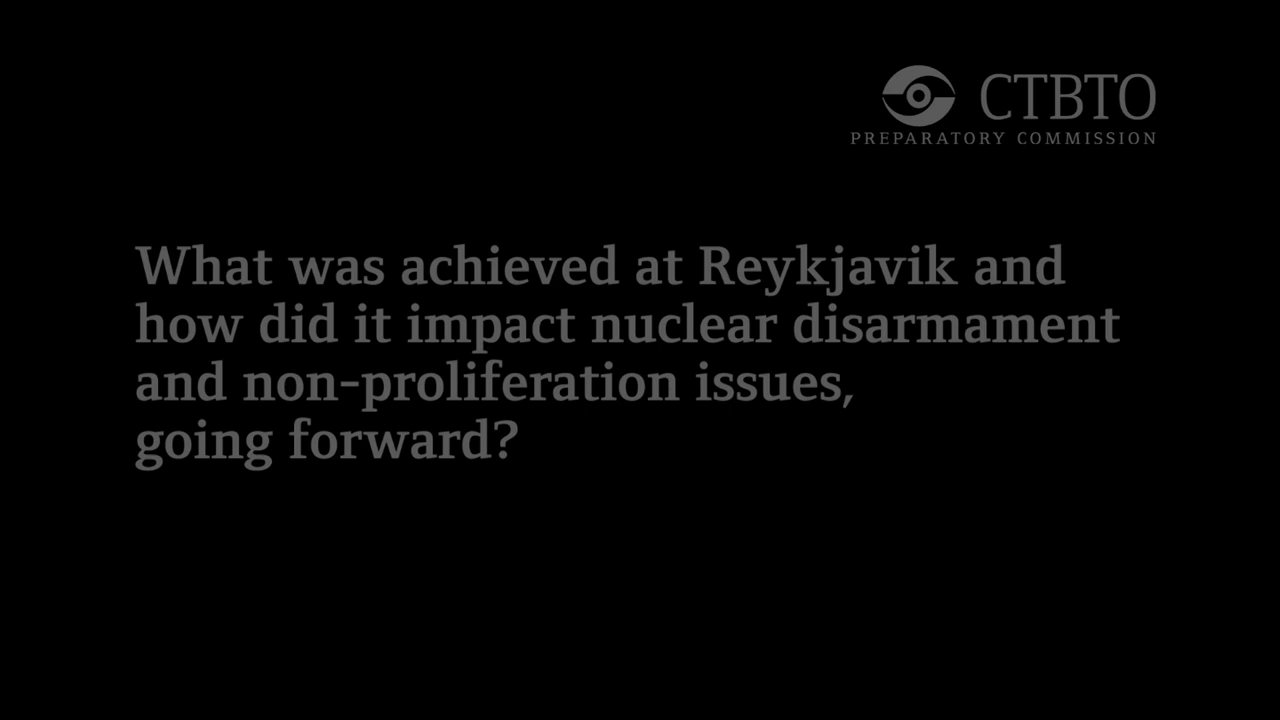 CTBTO
PREPARATORY COMMISSION
What was achieved at Reykjavik and
how did it impact nuclear disarmament
and non-proliferation issues,
going forward?